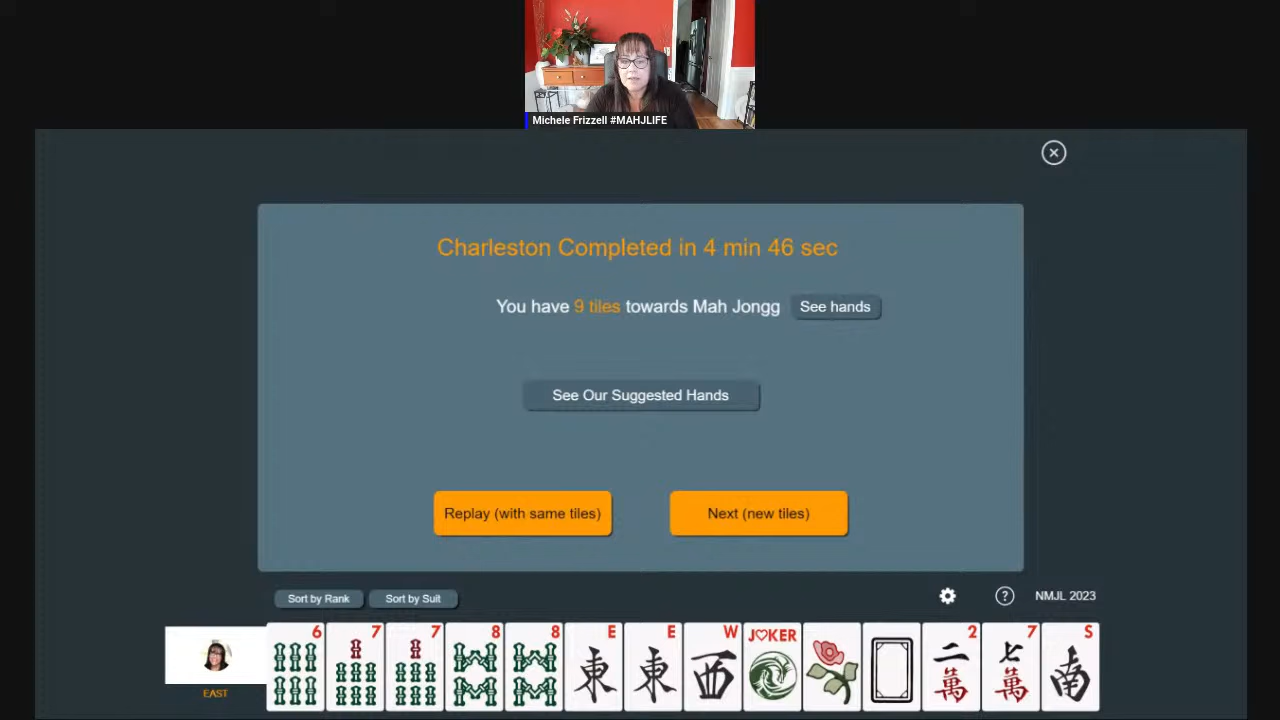 Michele Frizzell #MAHJLIFE
Charleston Completed in 4 min 46 sec
You have 9 tiles towards Mah Jongg See hands
See Our Suggested Hands
Replay (with same tiles) Next (new tiles)
Sort by Rank Sort by Suit ? NMJL 2023
6 7 7 8 8 E E W JOKER 2 7 S
東 東 西 二萬 七萬 南
EAST